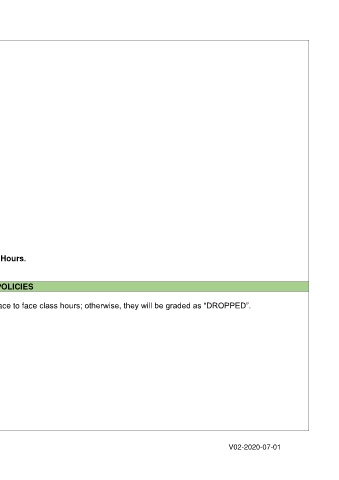 Hours.
POLICIES
ace to face class hours; otherwise, they will be graded as “DROPPED”.
V02-2020-07-01